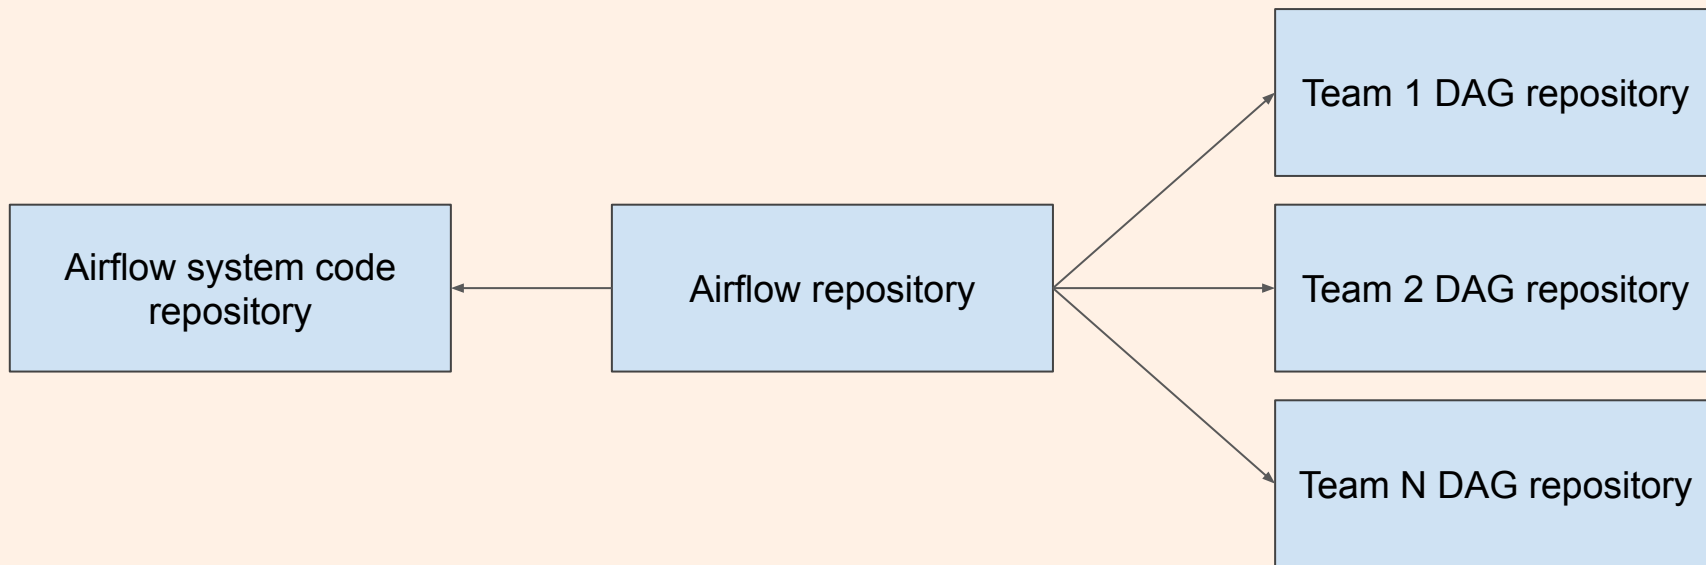 Team 1 DAG repository
Airflow system code
repository
Airflow repository
Team 2 DAG repository
Team N DAG repository